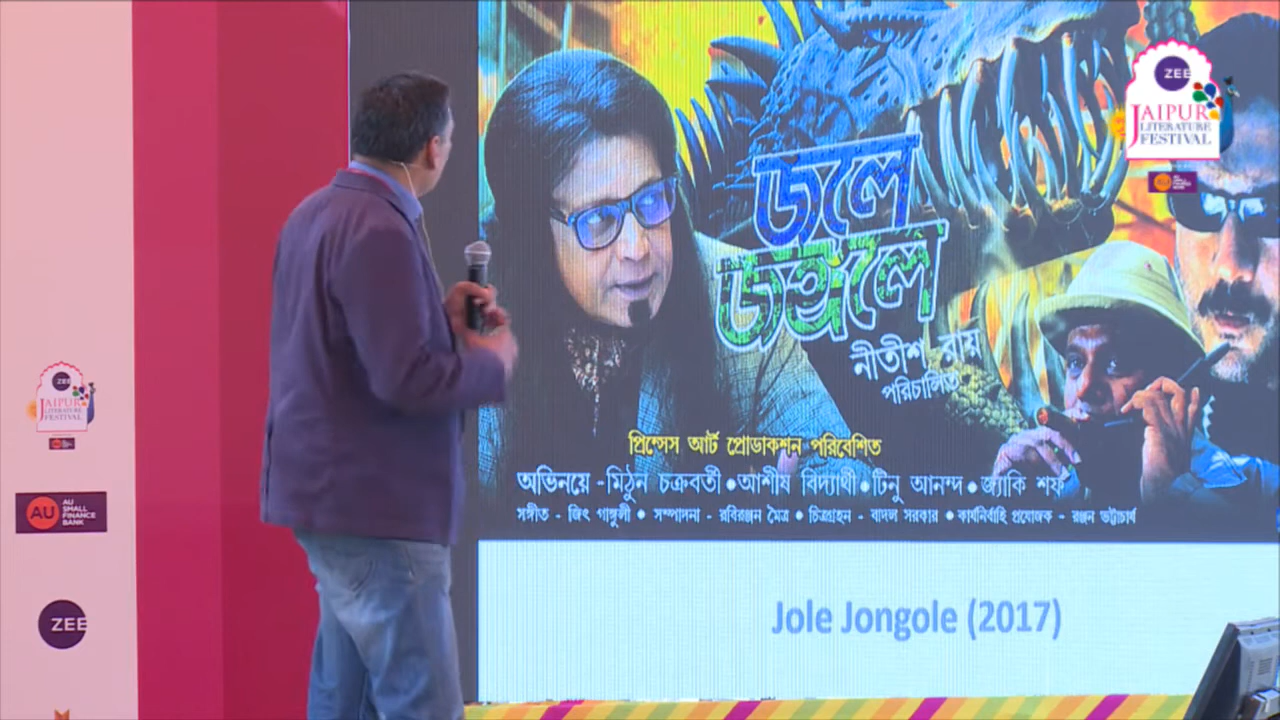 ZEE
JAIPUR
LITERATURE
FESTIVAL
জলে
জঙ্গলে
নীতীশ রায়
পরিচালিত
প্রিন্সেস আর্ট প্রোডাকশন পরিবেশিত
অভিনয়ে - মিঠুন চক্রবর্তী • আশীষ বিদ্যার্থী • টিনু আনন্দ • জ্যাকি শফ
সঙ্গীত - জিৎ গাঙ্গুলী • সম্পাদনা - রবিরঞ্জন মৈত্র • চিত্রগ্রহন - বাদল সরকার • কার্যনির্বাহি প্রযোজক - রঞ্জন ভট্টাচার্য
Jole Jongole (2017)
ZEE
JAIPUR
LITERATURE
FESTIVAL
AU
AU
SMALL
FINANCE
BANK
ZEE